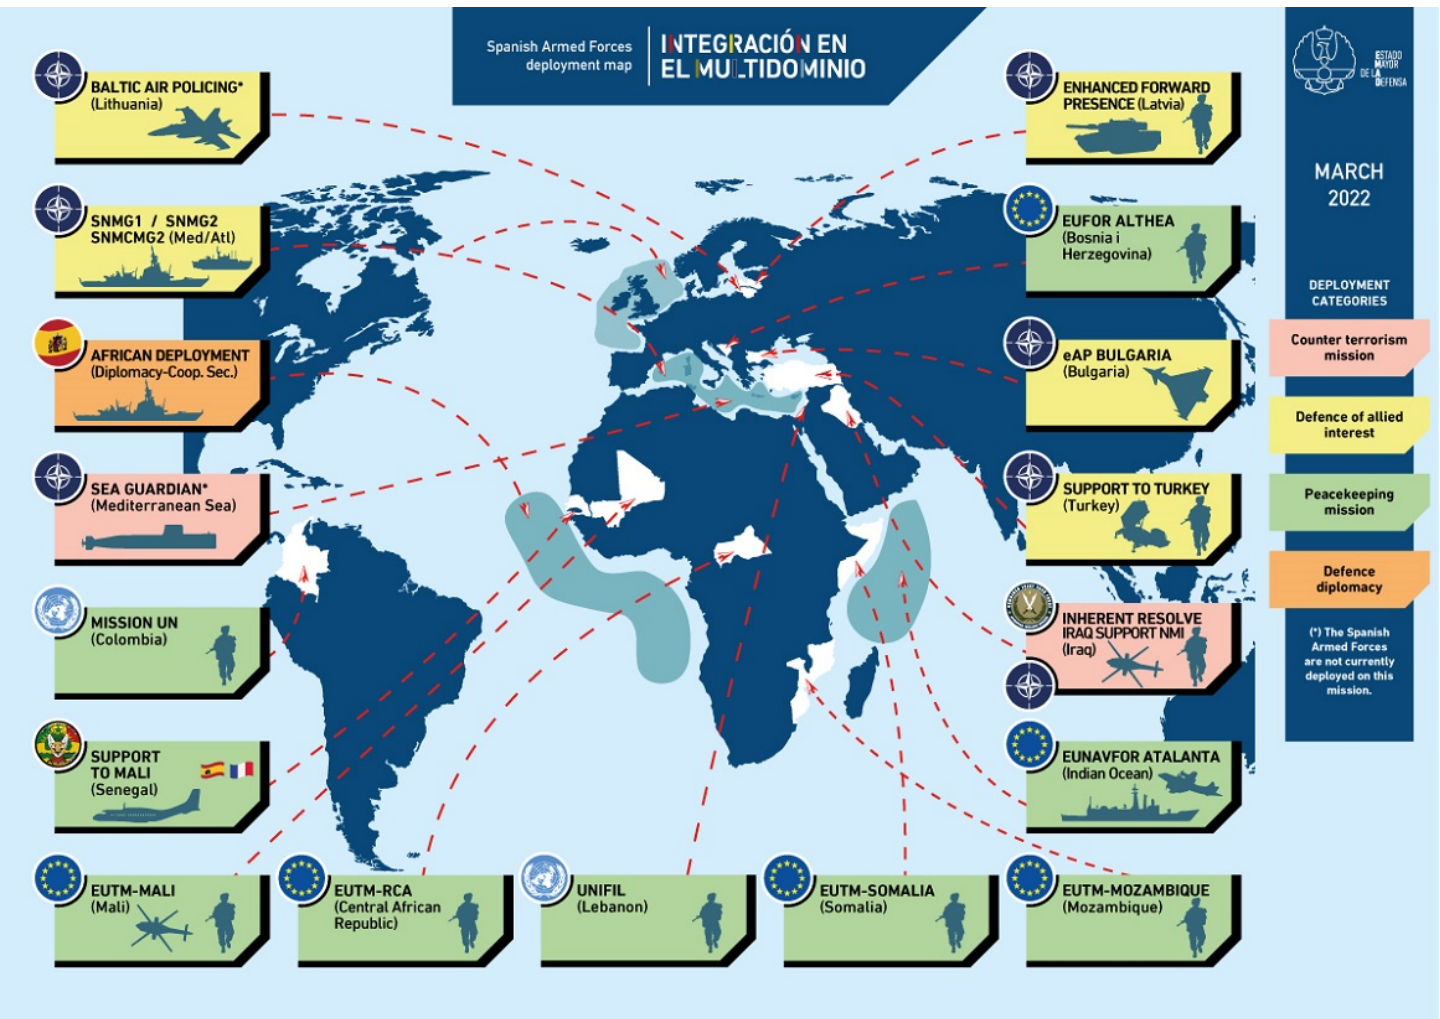 Spanish Armed Forces
deployment map
INTEGRACIÓN EN
EL MULTIDOMINIO
ESTADO
MAYOR
DE LA
DEFENSA
MARCH
2022
DEPLOYMENT
CATEGORIES
Counter terrorism
mission
Defence of allied
interest
Peacekeeping
mission
Defence
diplomacy
(*) The Spanish
Armed Forces
are not currently
deployed on this
mission.
BALTIC AIR POLICING*
(Lithuania)
SNMG1 / SNMG2
SNMCMG2 (Med/Atl)
AFRICAN DEPLOYMENT
(Diplomacy-Coop. Sec.)
SEA GUARDIAN*
(Mediterranean Sea)
MISSION UN
(Colombia)
SUPPORT
TO MALI
(Senegal)
EUTM-MALI
(Mali)
EUTM-RCA
(Central African
Republic)
UNIFIL
(Lebanon)
EUTM-SOMALIA
(Somalia)
EUTM-MOZAMBIQUE
(Mozambique)
ENHANCED FORWARD
PRESENCE (Latvia)
EUFOR ALTHEA
(Bosnia i
Herzegovina)
eAP BULGARIA
(Bulgaria)
SUPPORT TO TURKEY
(Turkey)
INHERENT RESOLVE
IRAQ SUPPORT NMI
(Iraq)
EUNAVFOR ATALANTA
(Indian Ocean)